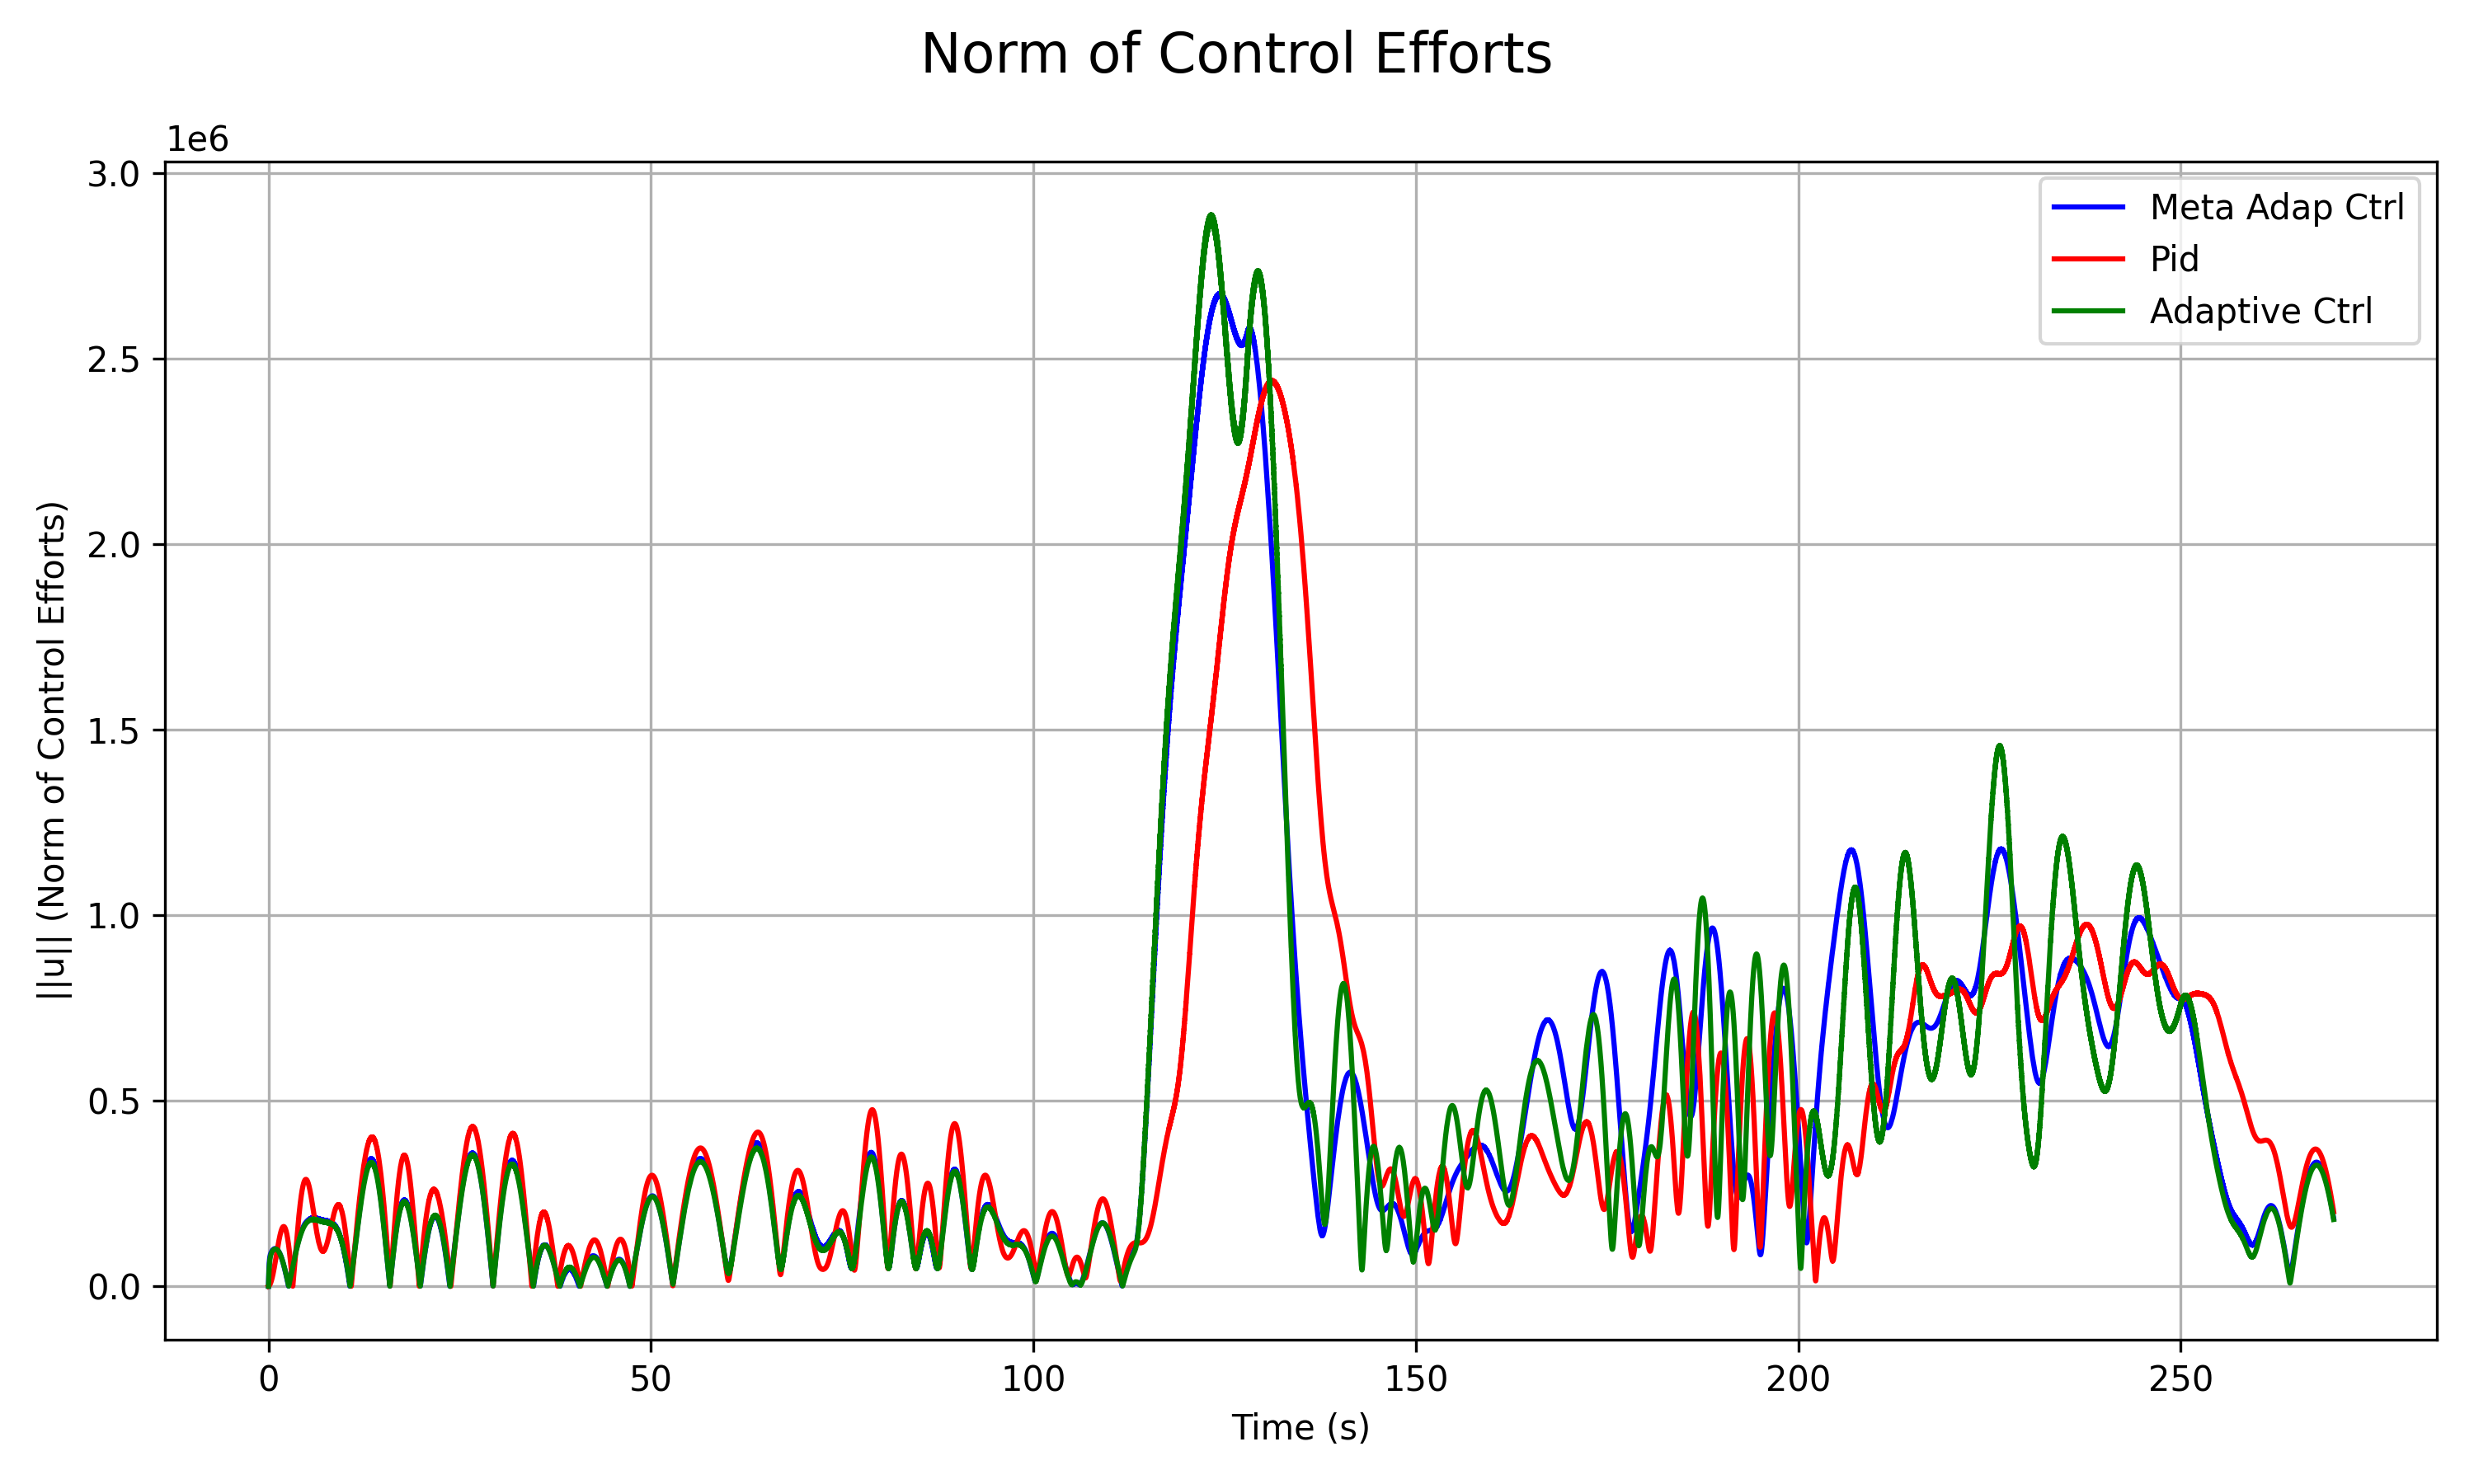 Norm of Control Efforts
1e6
3.0
2.5
2.0
1.5
1.0
0.5
0.0
||u|| (Norm of Control Efforts)
Meta Adap Ctrl
Pid
Adaptive Ctrl
0 50 100 150 200 250
Time (s)